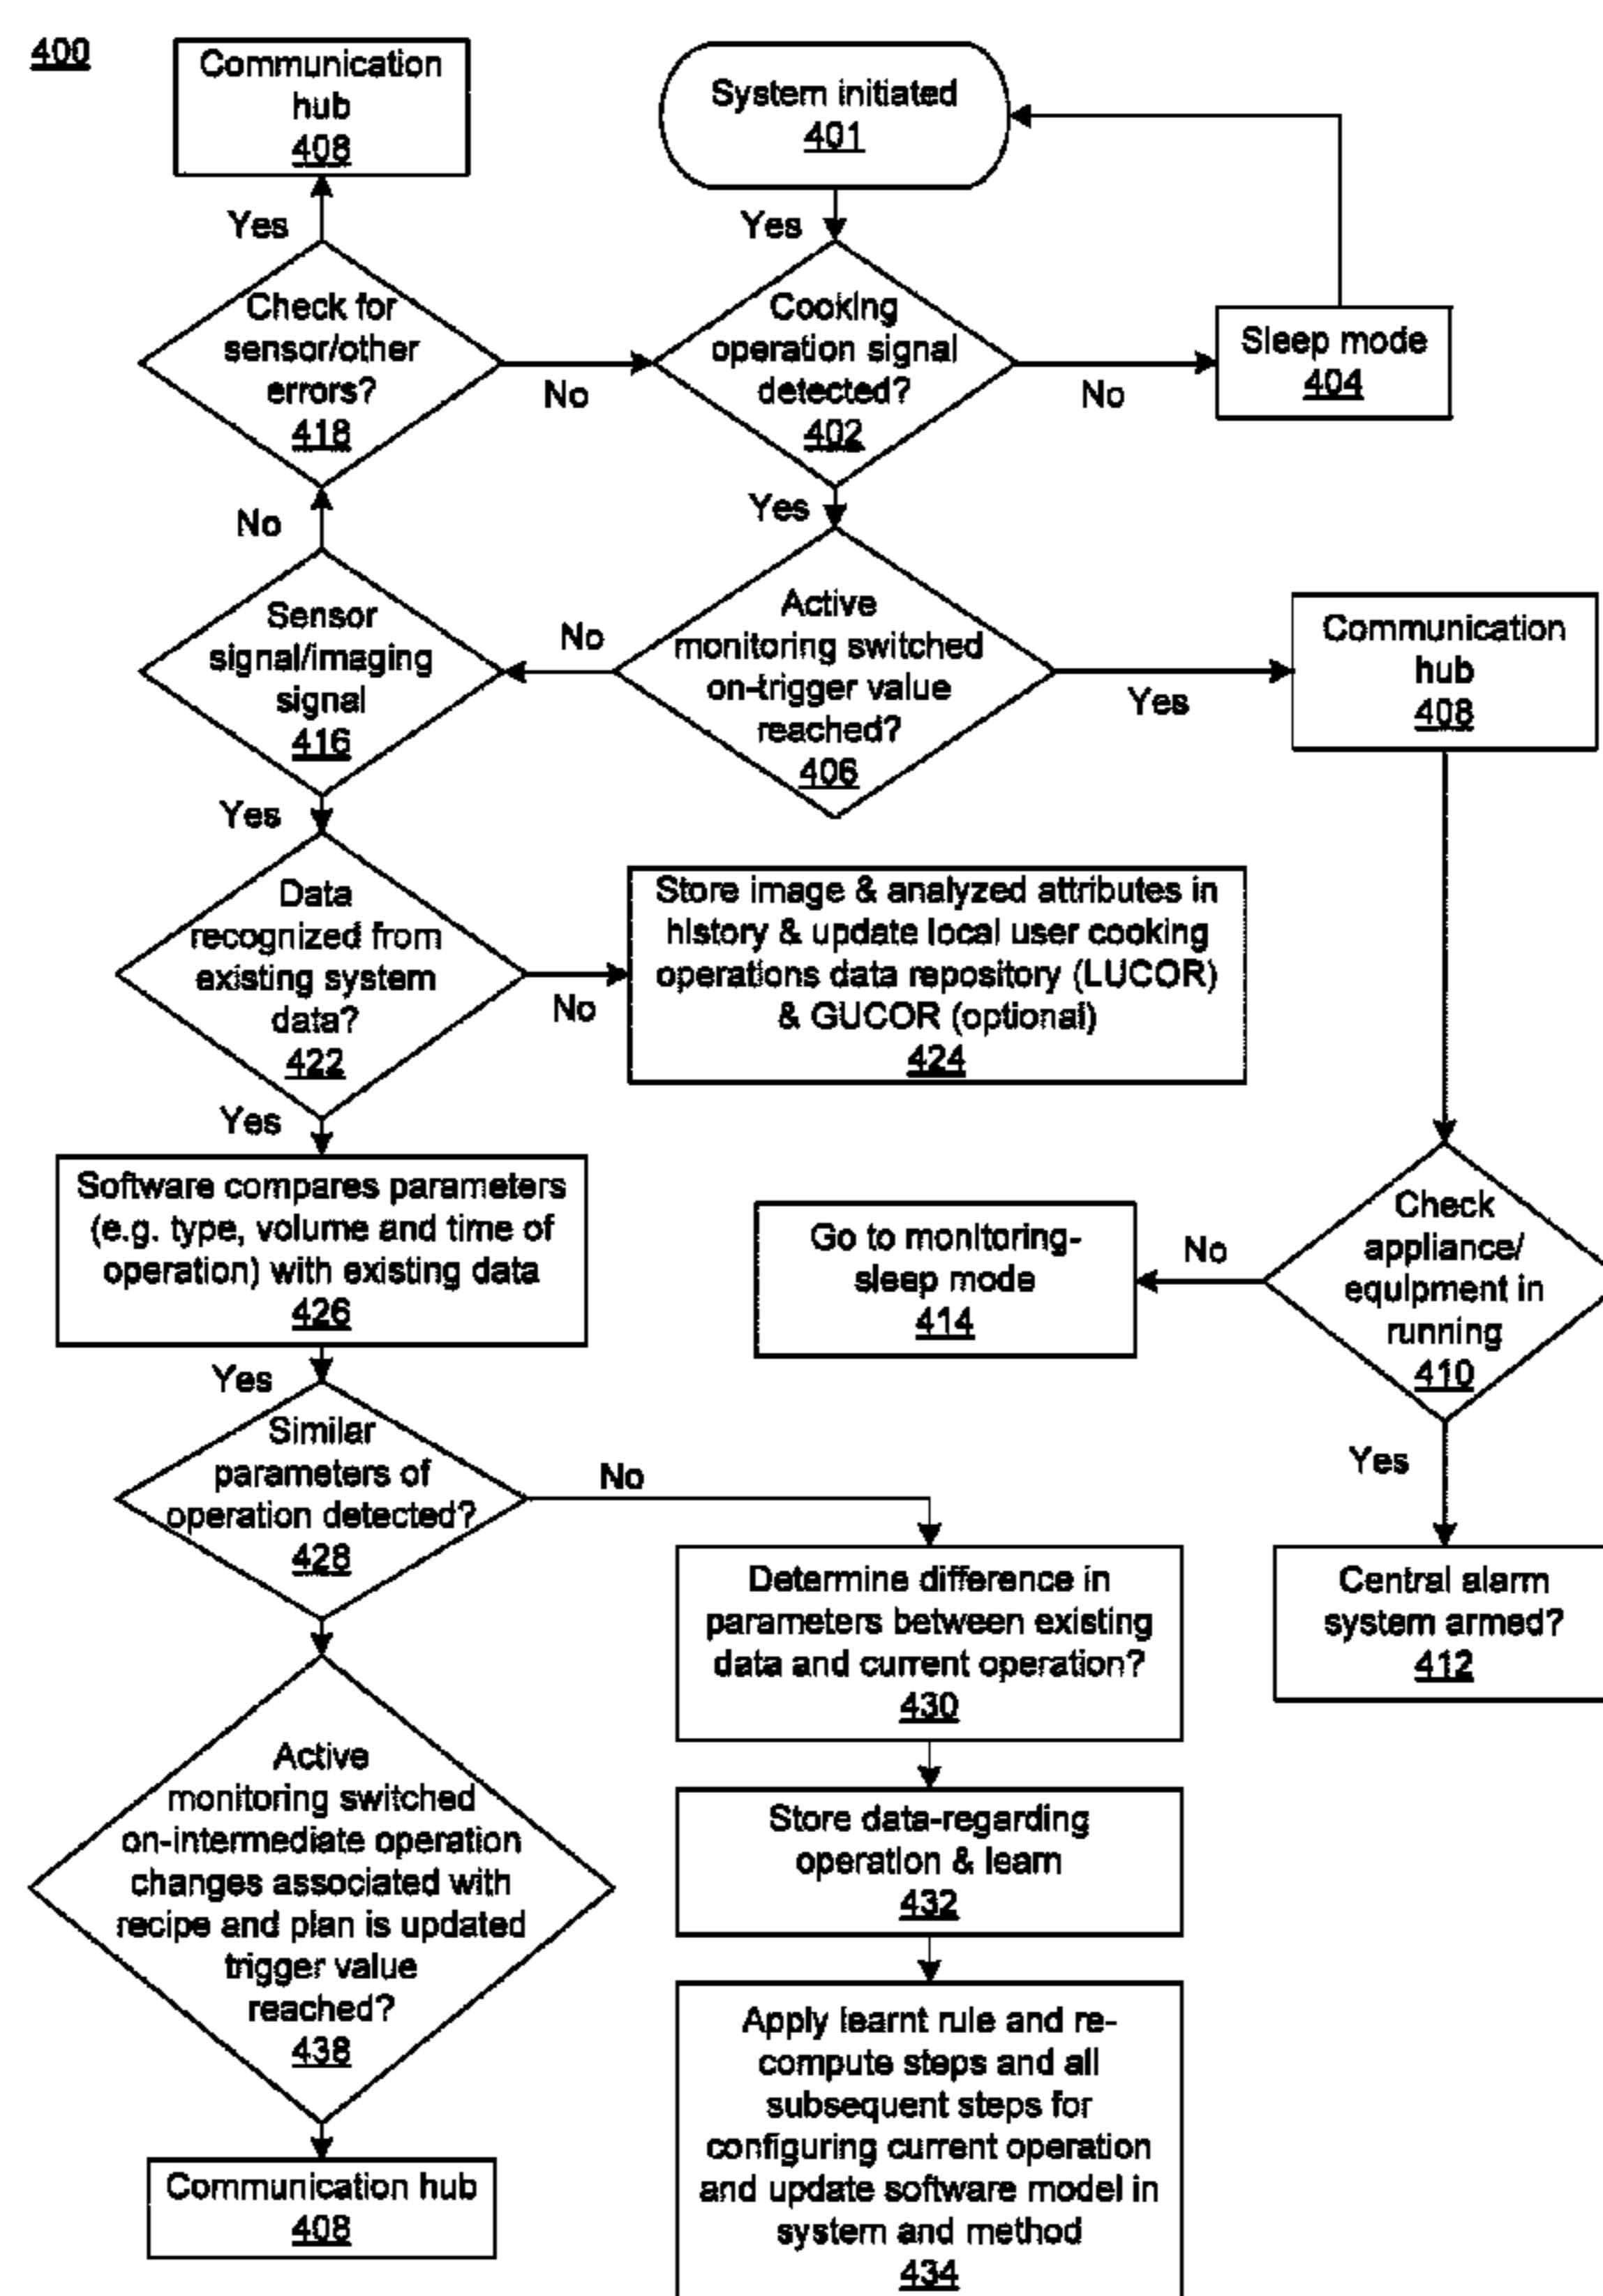 400
Communication
hub
408
System initiated
401
Yes
Yes
Check for
sensor/other
errors?
418
No
Cooking
operation signal
detected?
402
No
Sleep mode
404
No
Yes
Sensor
signal/imaging
signal
416
No
Active
monitoring switched
on-trigger value
reached?
406
Yes
Communication
hub
408
Yes
Data
recognized from
existing system
data?
422
No
Store image & analyzed attributes in
history & update local user cooking
operations data repository (LUCOR)
& GUCOR (optional)
424
Yes
Software compares parameters
(e.g. type, volume and time of
operation) with existing data
426
Go to monitoring-
sleep mode
414
No
Check
appliance/
equipment in
running
410
Yes
Similar
parameters of
operation detected?
428
No
Yes
Determine difference in
parameters between existing
data and current operation?
430
Central alarm
system armed?
412
Active
monitoring switched
on-intermediate operation
changes associated with
recipe and plan is updated
trigger value
reached?
438
Store data-regarding
operation & learn
432
Communication hub
408
Apply learnt rule and re-
compute steps and all
subsequent steps for
configuring current operation
and update software model in
system and method
434